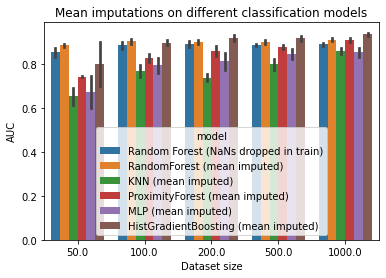 Mean imputations on different classification models
AUC
0.8
0.6
0.4
0.2
0.0
model
Random Forest (NaNs dropped in train)
RandomForest (mean imputed)
KNN (mean imputed)
ProximityForest (mean imputed)
MLP (mean imputed)
HistGradientBoosting (mean imputed)
50.0 100.0 200.0 500.0 1000.0
Dataset size